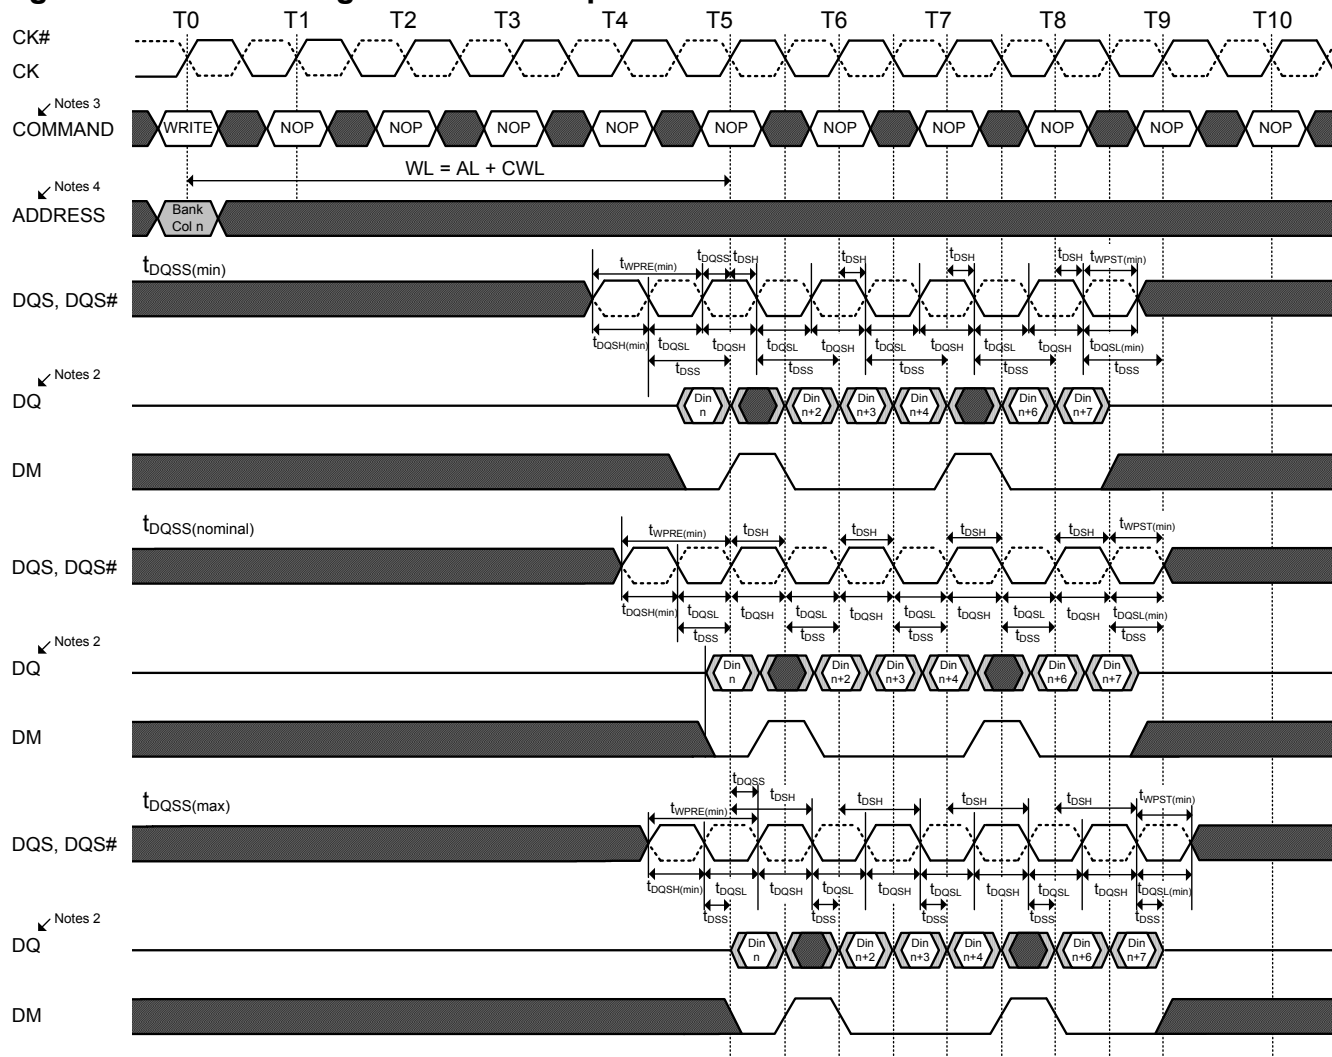 T0 T1 T2 T3 T4 T5 T6 T7 T8 T9 T10
CK#
CK
Notes 3
COMMAND WRITE NOP NOP NOP NOP NOP NOP NOP NOP NOP NOP
WL = AL + CWL
Notes 4
ADDRESS Bank Col n
tDQSS(min) tWPRE(min) tDQSS tDSH tDSH tDSH tDSH tWPST(min)
DQS, DQS#
tDQSH(min) tDQSL tDQSH tDQSL tDQSH tDQSL tDQSH tDQSL tDQSH tDQSL(min)
tDSS tDSS tDSS tDSS tDSS
Notes 2
DQ Din n Din n+2 Din n+3 Din n+4 Din n+6 Din n+7
DM
tDQSS(nominal) tWPRE(min) tDSH tDSH tDSH tDSH tWPST(min)
DQS, DQS#
tDQSH(min) tDQSL tDQSH tDQSL tDQSH tDQSL tDQSH tDQSL tDQSH tDQSL(min)
tDSS tDSS tDSS tDSS tDSS
Notes 2
DQ Din n Din n+2 Din n+3 Din n+4 Din n+6 Din n+7
DM
tDQSS
tDQSS(max) tWPRE(min) tDSH tDSH tDSH tDSH tWPST(min)
DQS, DQS#
tDQSH(min) tDQSL tDQSH tDQSL tDQSH tDQSL tDQSH tDQSL tDQSH tDQSL(min)
tDSS tDSS tDSS tDSS tDSS
Notes 2
DQ Din n Din n+2 Din n+3 Din n+4 Din n+6 Din n+7
DM